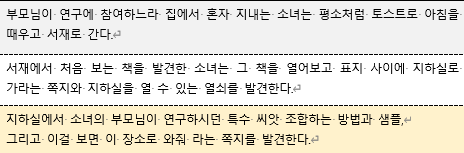 부모님이 연구에 참여하느라 집에서 혼자 지내는 소녀는 평소처럼 토스트로 아침을
때우고 서재로 간다.
서재에서 처음 보는 책을 발견한 소녀는 그 책을 열어보고 표지 사이에 지하실로
가라는 쪽지와 지하실을 열 수 있는 열쇠를 발견한다.
지하실에서 소녀의 부모님이 연구하시던 특수 씨앗 조합하는 방법과 샘플,
그리고 이걸 보면 이 장소로 와줘 라는 쪽지를 발견한다.